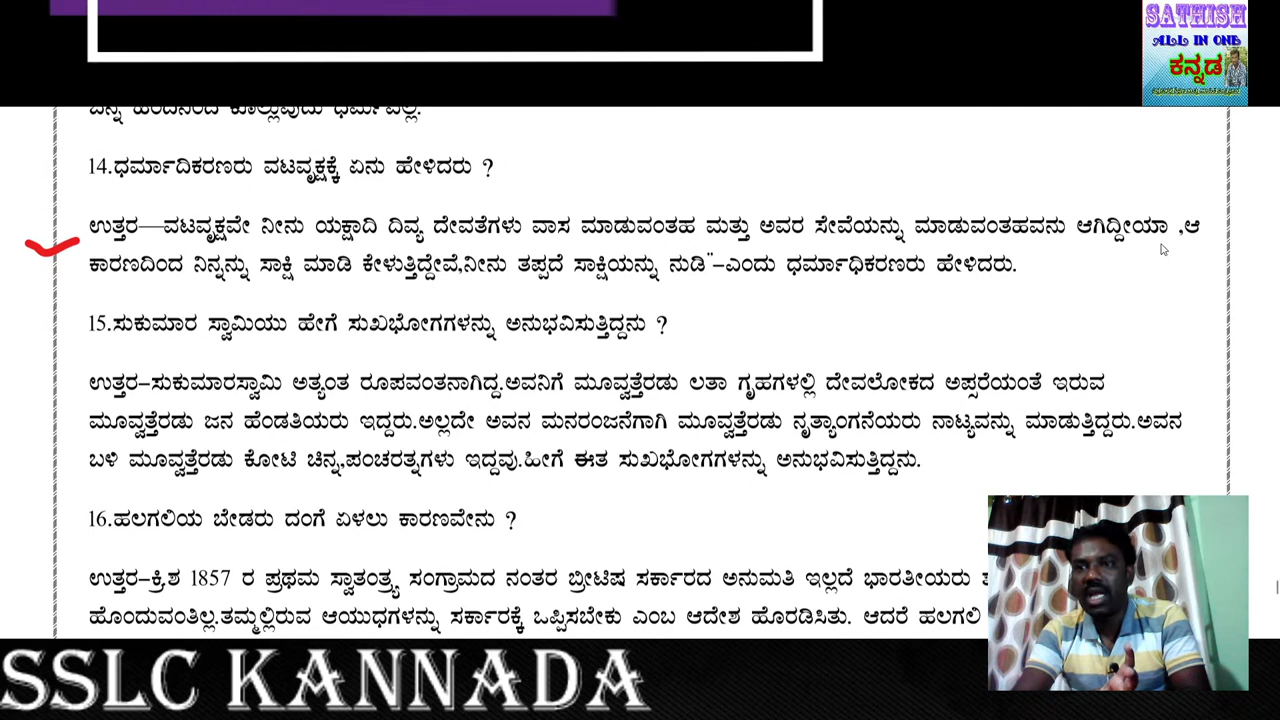 SATHISH
ALL IN ONE
ಕನ್ನಡ
14.ಧರ್ಮಾದಿಕರಣರು ವಟವೃಕ್ಷಕ್ಕೆ ಏನು ಹೇಳಿದರು ?
ಉತ್ತರ—ವಟವೃಕ್ಷವೇ ನೀನು ಯಕ್ಷಾದಿ ದಿವ್ಯ ದೇವತೆಗಳು ವಾಸ ಮಾಡುವಂತಹ ಮತ್ತು ಅವರ ಸೇವೆಯನ್ನು ಮಾಡುವಂತಹವನು ಆಗಿದ್ದೀಯಾ ,ಆ
ಕಾರಣದಿಂದ ನಿನ್ನನ್ನು ಸಾಕ್ಷಿ ಮಾಡಿ ಕೇಳುತ್ತಿದ್ದೇವೆ,ನೀನು ತಪ್ಪದೆ ಸಾಕ್ಷಿಯನ್ನು ನುಡಿ¨–ಎಂದು ಧರ್ಮಾಧಿಕರಣರು ಹೇಳಿದರು.
15.ಸುಕುಮಾರ ಸ್ವಾಮಿಯು ಹೇಗೆ ಸುಖಭೋಗಗಳನ್ನು ಅನುಭವಿಸುತ್ತಿದ್ದನು ?
ಉತ್ತರ–ಸುಕುಮಾರಸ್ವಾಮಿ ಅತ್ಯಂತ ರೂಪವಂತನಾಗಿದ್ದ.ಅವನಿಗೆ ಮೂವ್ವತ್ತೆರಡು ಲತಾ ಗೃಹಗಳಲ್ಲಿ ದೇವಲೋಕದ ಅಪ್ಸರೆಯಂತೆ ಇರುವ
ಮೂವ್ವತ್ತೆರಡು ಜನ ಹೆಂಡತಿಯರು ಇದ್ದರು.ಅಲ್ಲದೇ ಅವನ ಮನರಂಜನೆಗಾಗಿ ಮೂವ್ವತ್ತೆರಡು ನೃತ್ಯಾಂಗನೆಯರು ನಾಟ್ಯವನ್ನು ಮಾಡುತ್ತಿದ್ದರು.ಅವನ
ಬಳಿ ಮೂವ್ವತ್ತೆರಡು ಕೋಟಿ ಚಿನ್ನ,ಪಂಚರತ್ನಗಳು ಇದ್ದವು.ಹೀಗೆ ಈತ ಸುಖಭೋಗಗಳನ್ನು ಅನುಭವಿಸುತ್ತಿದ್ದನು.
16.ಹಲಗಲಿಯ ಬೇಡರು ದಂಗೆ ಏಳಲು ಕಾರಣವೇನು ?
ಉತ್ತರ–ಕ್ರಿ.ಶ 1857 ರ ಪ್ರಥಮ ಸ್ವಾತಂತ್ರ್ಯ ಸಂಗ್ರಾಮದ ನಂತರ ಬ್ರೀಟಿಷ ಸರ್ಕಾರದ ಅನುಮತಿ ಇಲ್ಲದೆ ಭಾರತೀಯರು
ಹೊಂದುವಂತಿಲ್ಲ.ತಮ್ಮಲ್ಲಿರುವ ಆಯುಧಗಳನ್ನು ಸರ್ಕಾರಕ್ಕೆ ಒಪ್ಪಿಸಬೇಕು ಎಂಬ ಆದೇಶ ಹೊರಡಿಸಿತು. ಆದರೆ ಹಲಗಲಿ
SSLC KANNADA